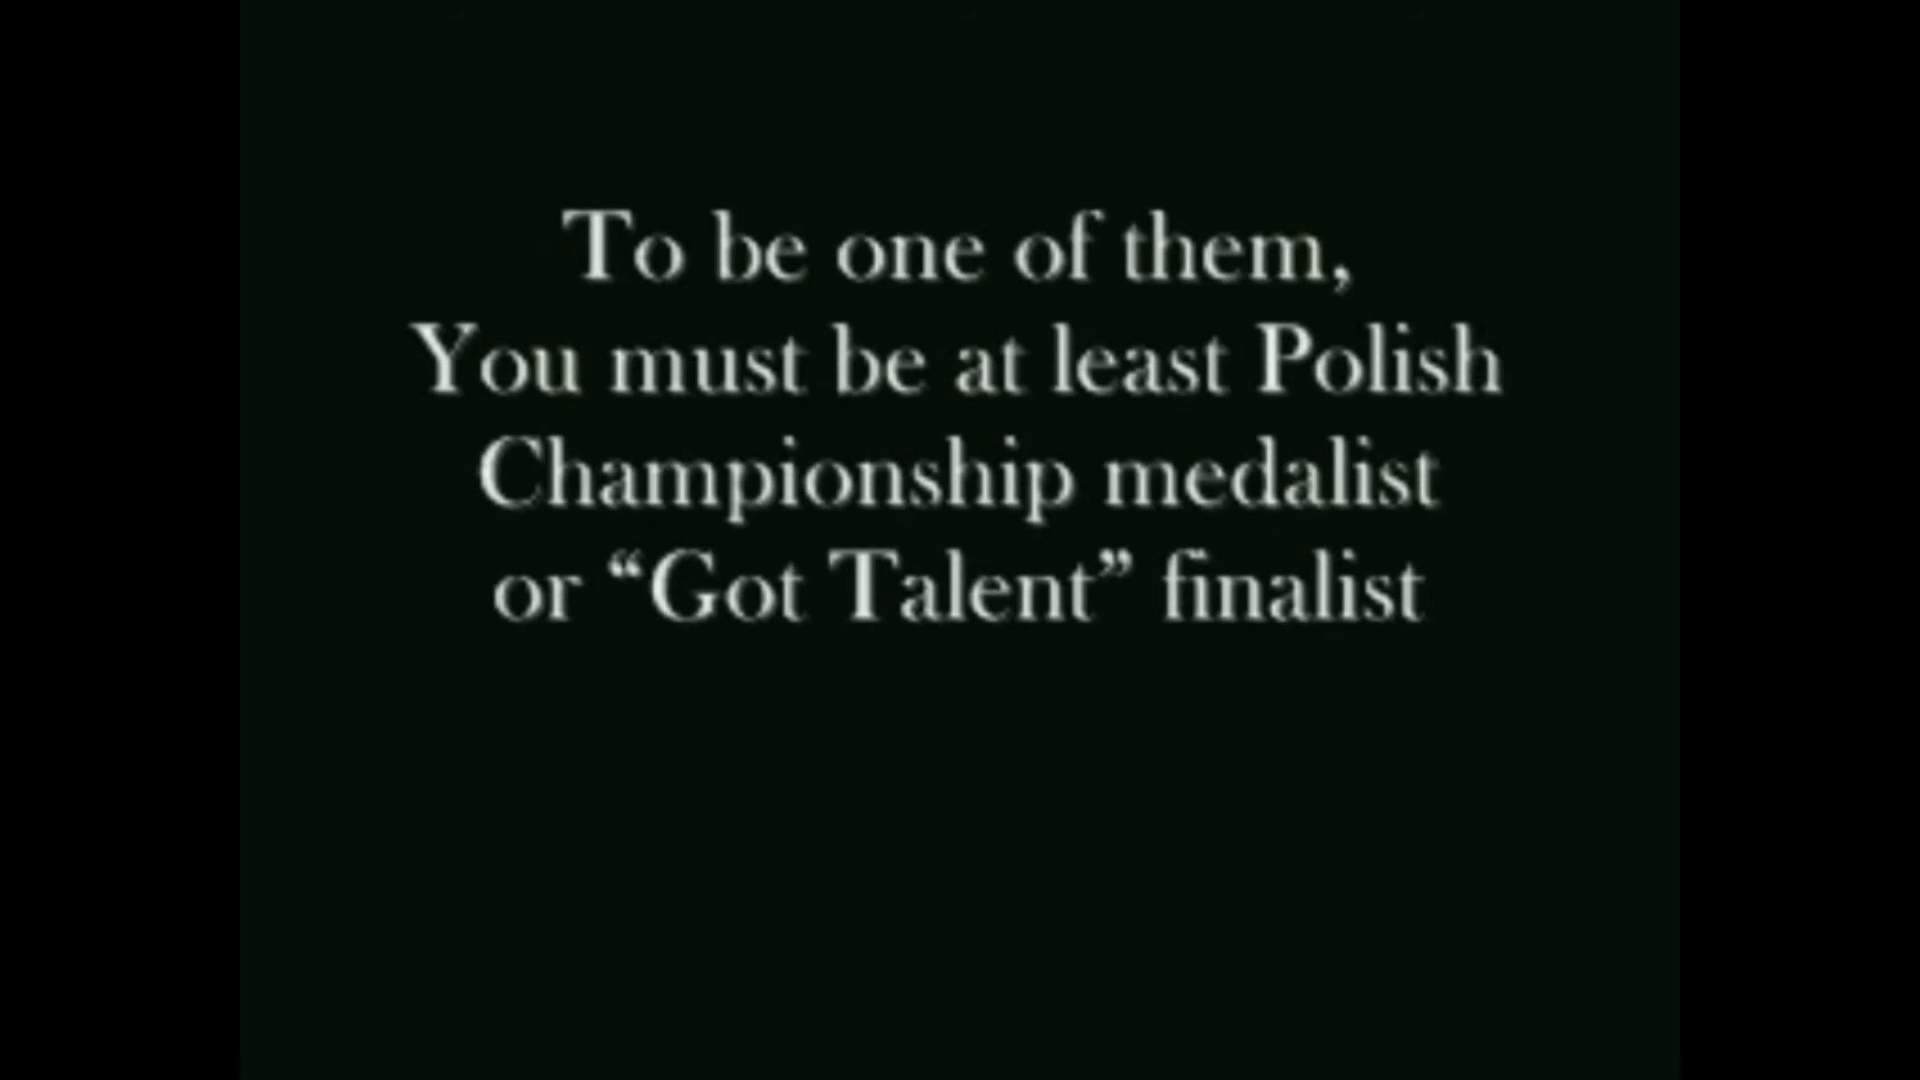 To be one of them,
You must be at least Polish
Championship medalist
or “Got Talent” finalist